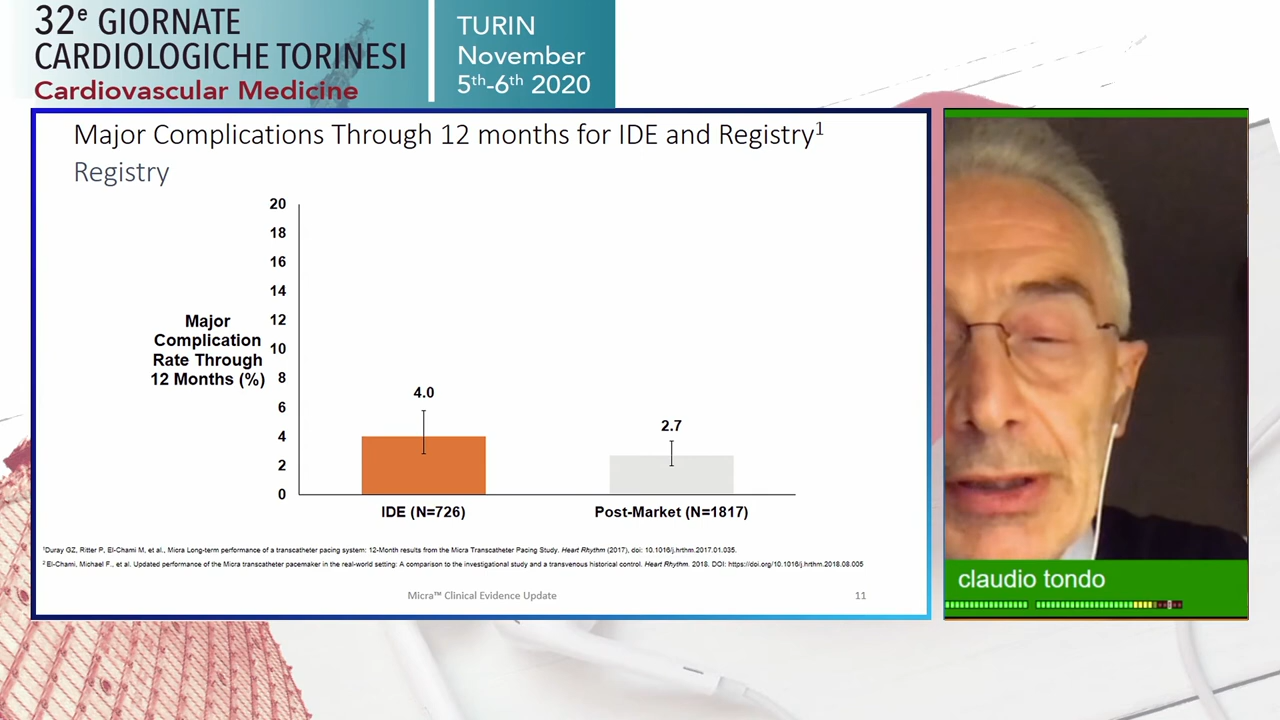 32e GIORNATE
CARDIOLOGICHE TORINESI
Cardiovascular Medicine
TURIN
November
5th-6th 2020
Major Complications Through 12 months for IDE and Registry1
Registry
20
18
16
14
12
10
8
6
4
2
0
Major
Complication
Rate Through
12 Months (%)
4.0
2.7
IDE (N=726)
Post-Market (N=1817)
1Duray GZ, Ritter P, El-Chami M, et al., Micra Long-term performance of a transcatheter pacing system: 12-Month results from the Micra Transcatheter Pacing Study. Heart Rhythm (2017), doi: 10.1016/j.hrthm.2017.01.035.
2 El-Chami, Michael F., et al. Updated performance of the Micra transcatheter pacemaker in the real-world setting: A comparison to the investigational study and a transvenous historical control. Heart Rhythm. 2018. DOI: https://doi.org/10.1016/j.hrthm.2018.08.005
Micra™ Clinical Evidence Update
11
claudio tondo